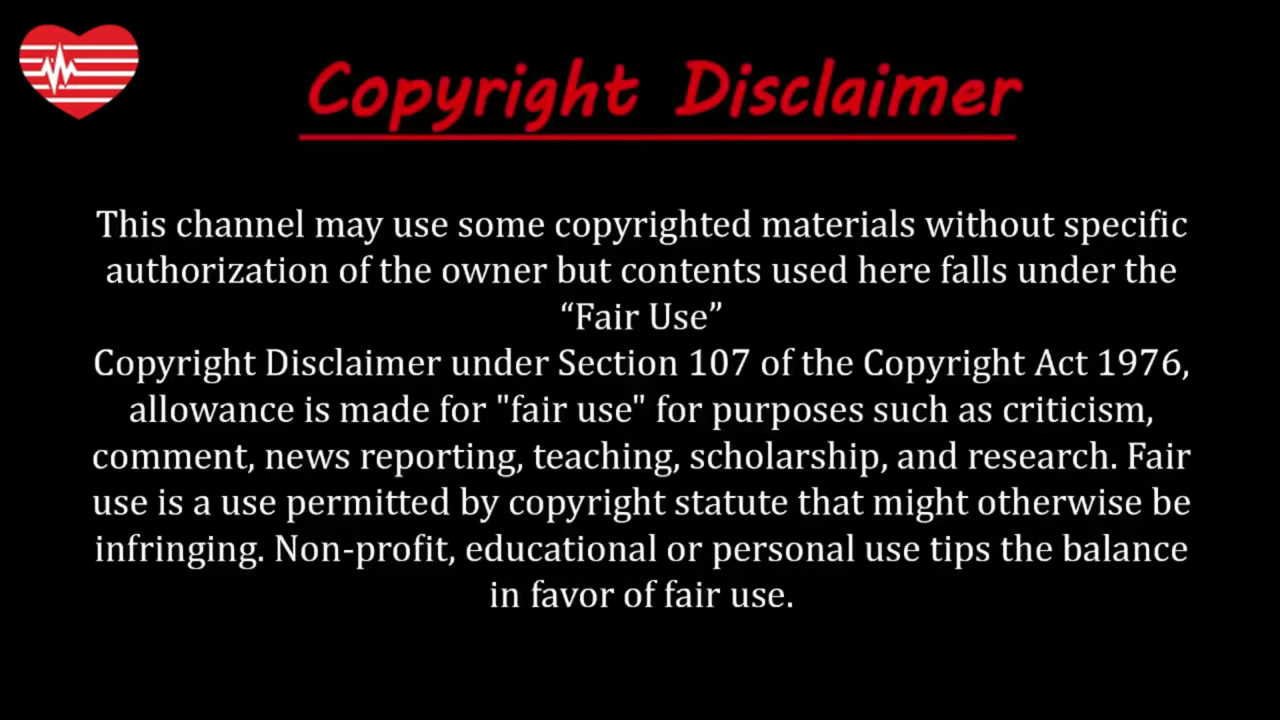 Copyright Disclaimer
This channel may use some copyrighted materials without specific
authorization of the owner but contents used here falls under the
“Fair Use”
Copyright Disclaimer under Section 107 of the Copyright Act 1976,
allowance is made for "fair use" for purposes such as criticism,
comment, news reporting, teaching, scholarship, and research. Fair
use is a use permitted by copyright statute that might otherwise be
infringing. Non-profit, educational or personal use tips the balance
in favor of fair use.